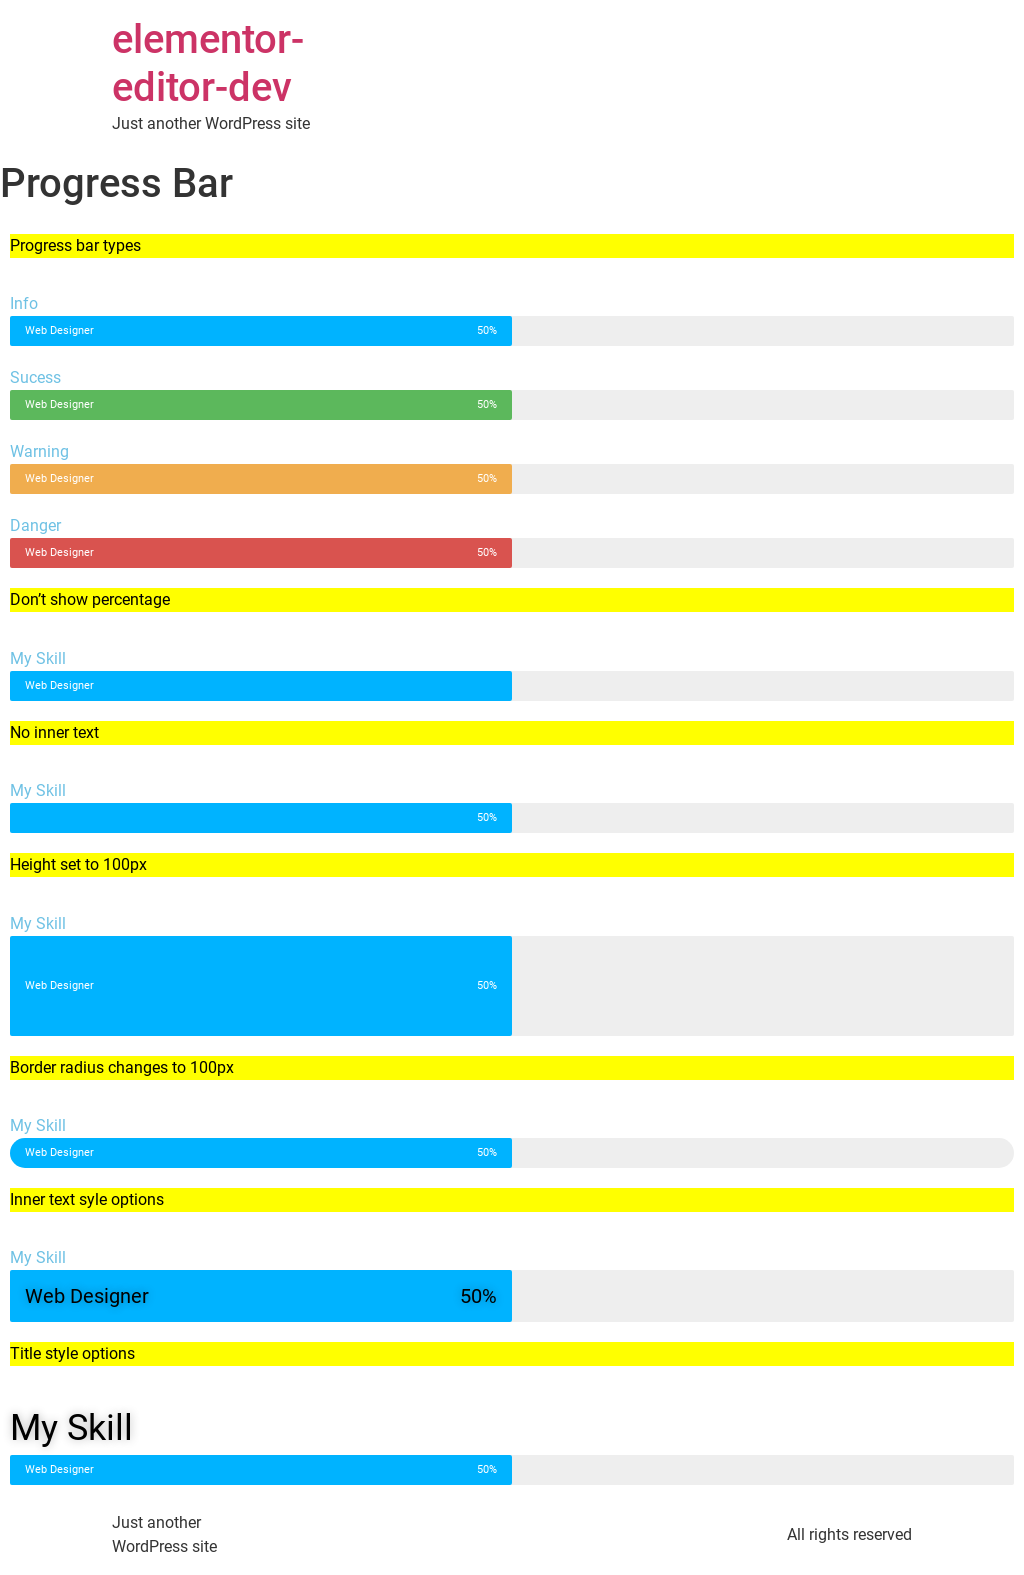 elementor-
editor-dev
Just another WordPress site
Progress Bar
Progress bar types
Info
Web Designer 50%
Sucess
Web Designer 50%
Warning
Web Designer 50%
Danger
Web Designer 50%
Don’t show percentage
My Skill
Web Designer
No inner text
My Skill
50%
Height set to 100px
My Skill
Web Designer 50%
Border radius changes to 100px
My Skill
Web Designer 50%
Inner text syle options
My Skill
Web Designer 50%
Title style options
My Skill
Web Designer 50%
Just another
WordPress site
All rights reserved